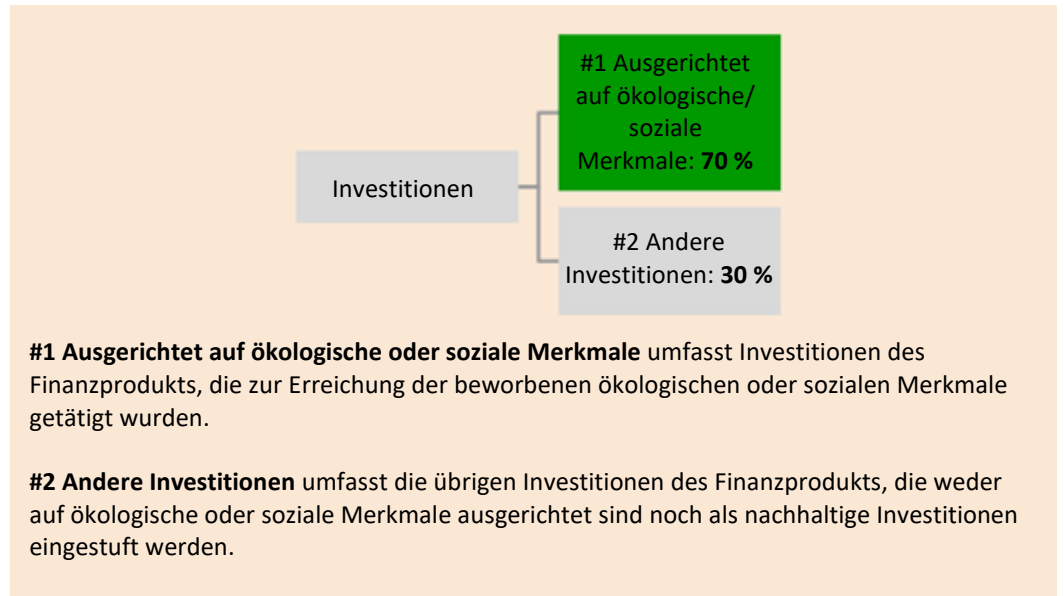 #1 Ausgerichtet
auf ökologische/
soziale
Merkmale: 70 %
Investitionen
#2 Andere
Investitionen: 30 %
#1 Ausgerichtet auf ökologische oder soziale Merkmale umfasst Investitionen des
Finanzprodukts, die zur Erreichung der beworbenen ökologischen oder sozialen Merkmale
getätigt wurden.
#2 Andere Investitionen umfasst die übrigen Investitionen des Finanzprodukts, die weder
auf ökologische oder soziale Merkmale ausgerichtet sind noch als nachhaltige Investitionen
eingestuft werden.